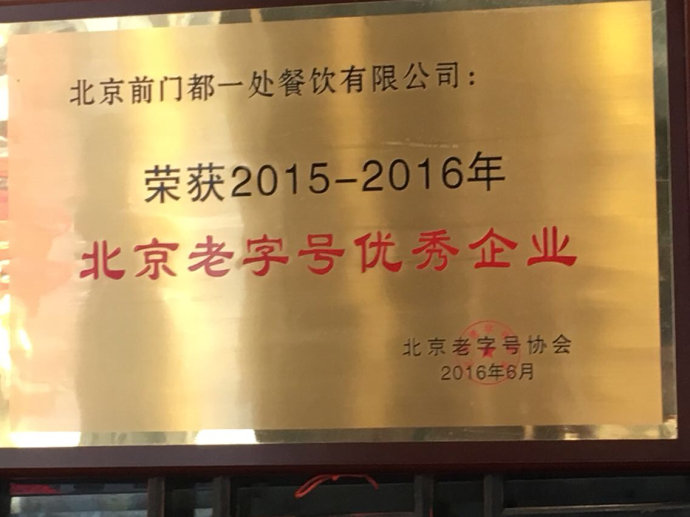 北京前门都一处餐饮有限公司：
荣获2015-2016年
北京老字号优秀企业
北京老字号协会
2016年6月